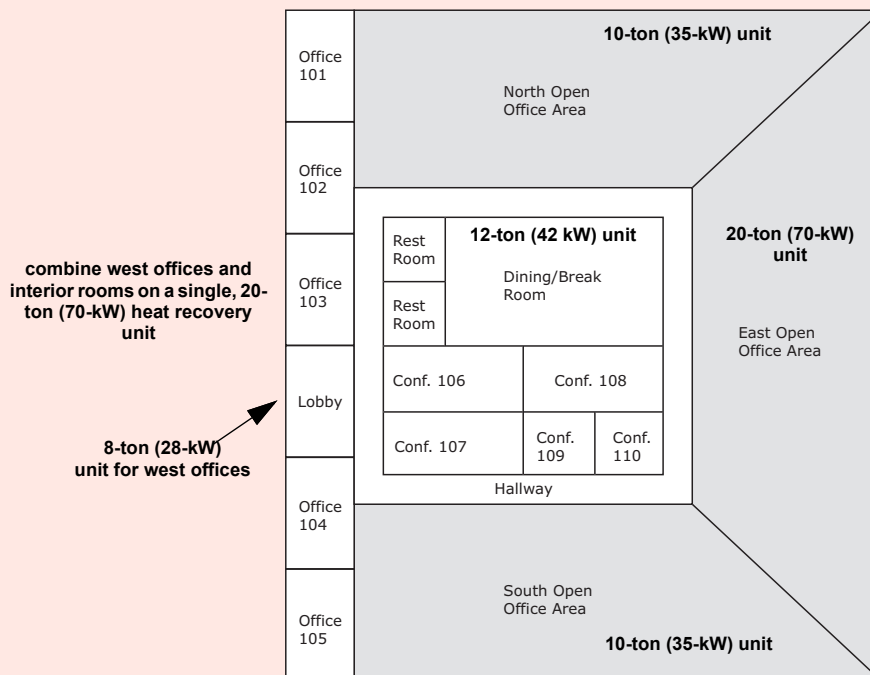 10-ton (35-kW) unit
Office
101
North Open
Office Area
Office
102
Rest
Room
12-ton (42 kW) unit
Dining/Break
Room
20-ton (70-kW)
unit
combine west offices and
interior rooms on a single, 20-
ton (70-kW) heat recovery
unit
Office
103
Rest
Room
East Open
Office Area
Conf. 106
Conf. 108
Lobby
8-ton (28-kW)
unit for west offices
Conf. 107
Conf.
109
Conf.
110
Hallway
Office
104
South Open
Office Area
Office
105
10-ton (35-kW) unit